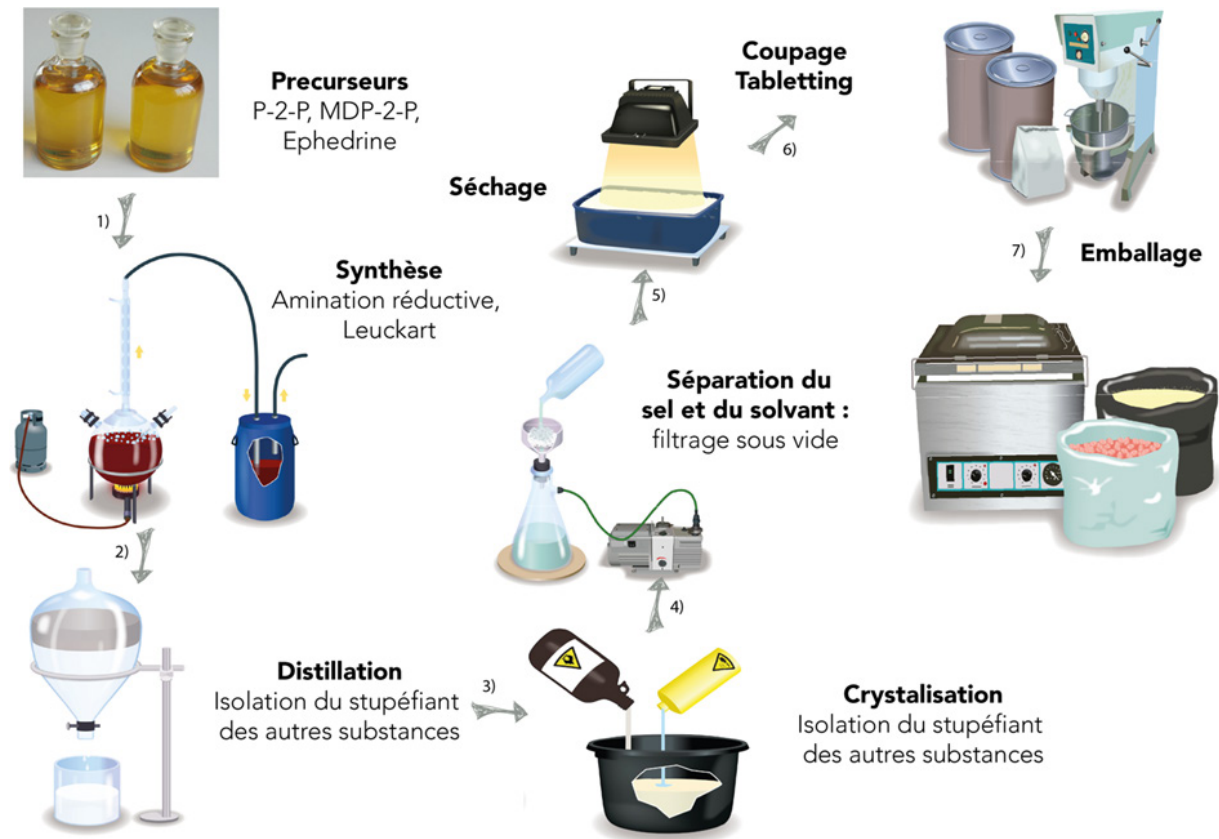 Precurseurs
P-2-P, MDP-2-P,
Ephedrine
1)
Synthèse
Amination réductive,
Leuckart
2)
Distillation
Isolation du stupéfiant
des autres substances
3)
Crystalisation
Isolation du stupéfiant
des autres substances
4)
Séparation du
sel et du solvant :
filtrage sous vide
5)
Séchage
6)
Coupage
Tabletting
7)
Emballage